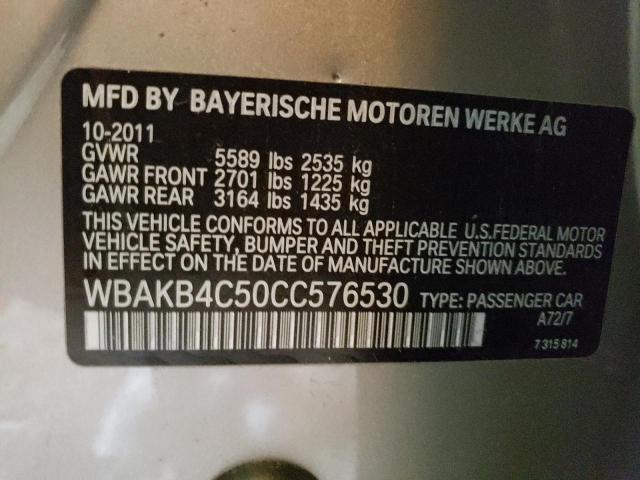 MFD BY BAYERISCHE MOTOREN WERKE AG
10-2011
GVWR 5589 lbs 2535 kg
GAWR FRONT 2701 lbs 1225 kg
GAWR REAR 3164 lbs 1435 kg
THIS VEHICLE CONFORMS TO ALL APPLICABLE U.S.FEDERAL MOTOR
VEHICLE SAFETY, BUMPER AND THEFT PREVENTION STANDARDS
IN EFFECT ON THE DATE OF MANUFACTURE SHOWN ABOVE.
WBAKB4C50CC576530 TYPE: PASSENGER CAR
A72/7
7 315 814